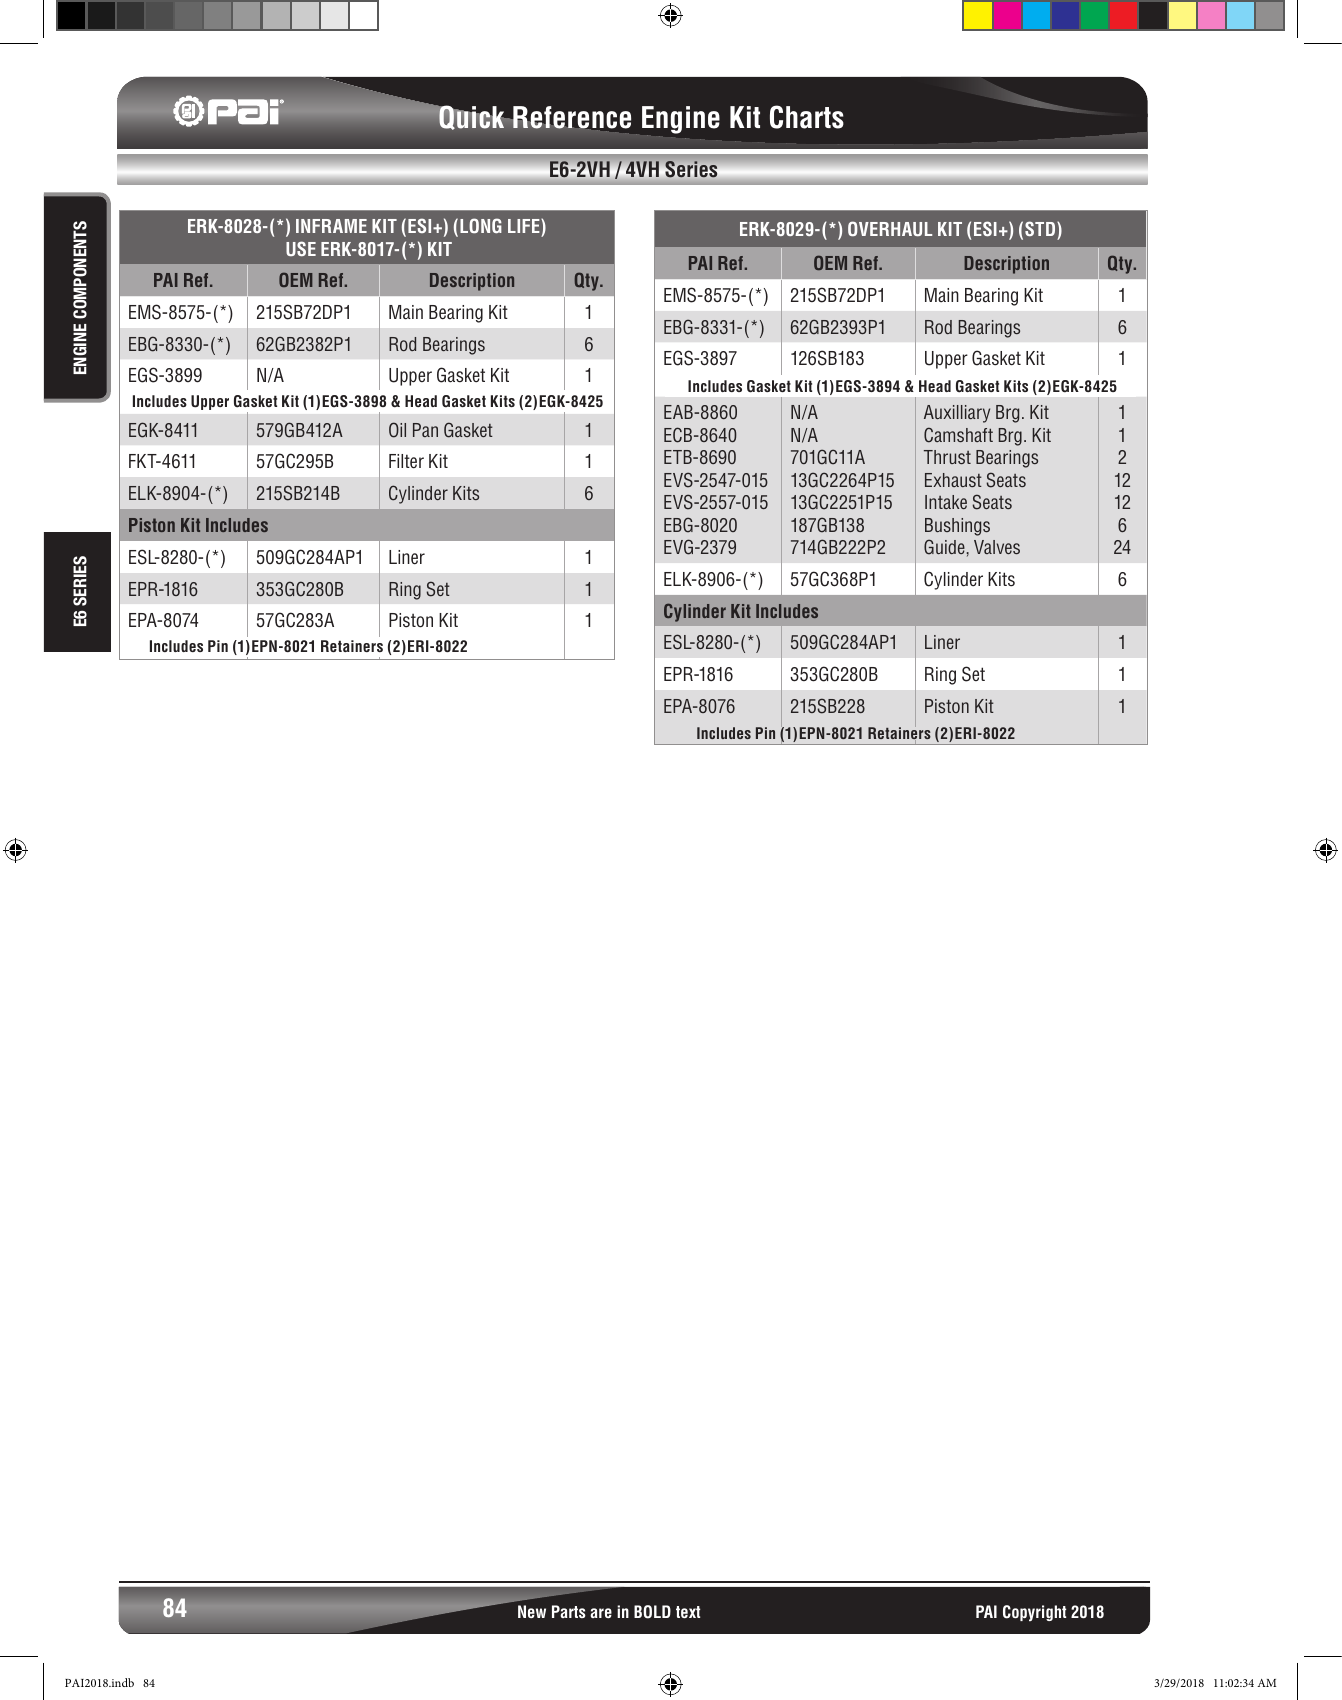 PAI
Quick Reference Engine Kit Charts
E6-2VH / 4VH Series
ENGINE COMPONENTS
E6 SERIES
ERK-8028-(*) INFRAME KIT (ESI+) (LONG LIFE)
USE ERK-8017-(*) KIT
PAI Ref. OEM Ref. Description Qty.
EMS-8575-(*) 215SB72DP1 Main Bearing Kit 1
EBG-8330-(*) 62GB2382P1 Rod Bearings 6
EGS-3899 N/A Upper Gasket Kit 1
Includes Upper Gasket Kit (1)EGS-3898 & Head Gasket Kits (2)EGK-8425
EGK-8411 579GB412A Oil Pan Gasket 1
FKT-4611 57GC295B Filter Kit 1
ELK-8904-(*) 215SB214B Cylinder Kits 6
Piston Kit Includes
ESL-8280-(*) 509GC284AP1 Liner 1
EPR-1816 353GC280B Ring Set 1
EPA-8074 57GC283A Piston Kit 1
Includes Pin (1)EPN-8021 Retainers (2)ERI-8022
ERK-8029-(*) OVERHAUL KIT (ESI+) (STD)
PAI Ref. OEM Ref. Description Qty.
EMS-8575-(*) 215SB72DP1 Main Bearing Kit 1
EBG-8331-(*) 62GB2393P1 Rod Bearings 6
EGS-3897 126SB183 Upper Gasket Kit 1
Includes Gasket Kit (1)EGS-3894 & Head Gasket Kits (2)EGK-8425
EAB-8860 N/A Auxilliary Brg. Kit 1
ECB-8640 N/A Camshaft Brg. Kit 1
ETB-8690 701GC11A Thrust Bearings 2
EVS-2547-015 13GC2264P15 Exhaust Seats 12
EVS-2557-015 13GC2251P15 Intake Seats 12
EBG-8020 187GB138 Bushings 6
EVG-2379 714GB222P2 Guide, Valves 24
ELK-8906-(*) 57GC368P1 Cylinder Kits 6
Cylinder Kit Includes
ESL-8280-(*) 509GC284AP1 Liner 1
EPR-1816 353GC280B Ring Set 1
EPA-8076 215SB228 Piston Kit 1
Includes Pin (1)EPN-8021 Retainers (2)ERI-8022
84 New Parts are in BOLD text PAI Copyright 2018
PAI2018.indb 84 3/29/2018 11:02:34 AM